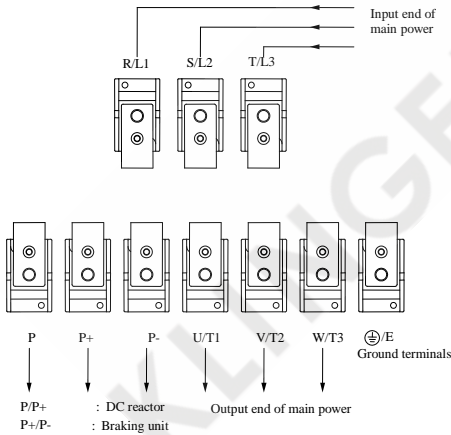 Input end of
main power
R/L1 S/L2 T/L3
P P+ P- U/T1 V/T2 W/T3 /E
Ground terminals
P/P+ : DC reactor Output end of main power
P+/P- : Braking unit
KLINGE